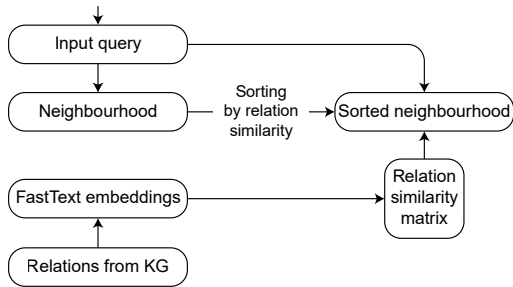 Input query
Neighbourhood
Sorting
by relation
similarity
Sorted neighbourhood
FastText embeddings
Relation
similarity
matrix
Relations from KG